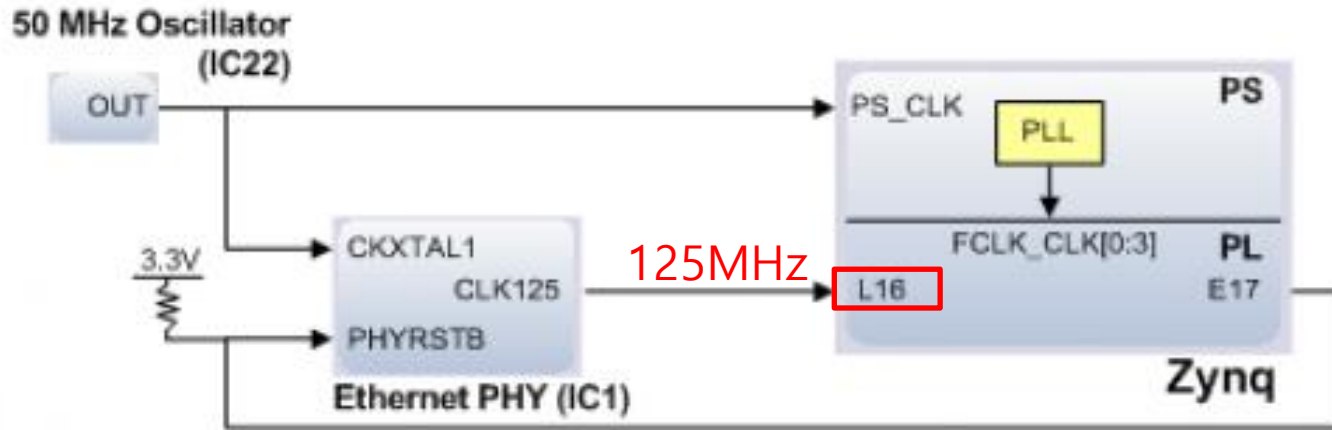 50 MHz Oscillator
(IC22)
OUT
PS_CLK
PLL
PS
3.3V
CKXTAL1
CLK125
PHYRSTB
Ethernet PHY (IC1)
125MHz
FCLK_CLK[0:3]
PL
L16
E17
Zynq